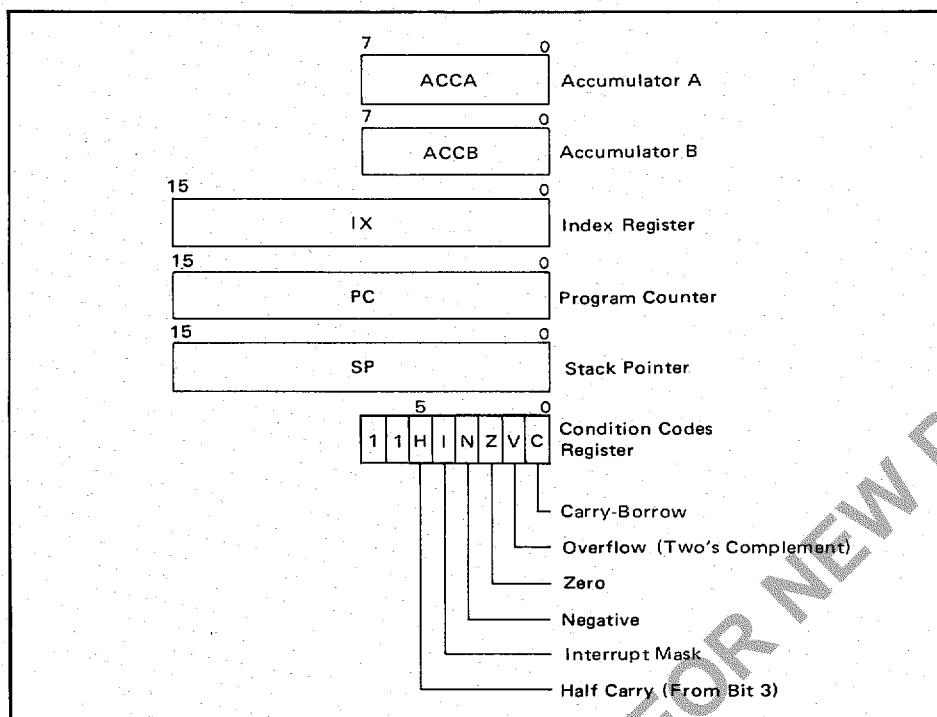 7 0
ACCA Accumulator A
7 0
ACCB Accumulator B
15 0
IX Index Register
15 0
PC Program Counter
15 0
SP Stack Pointer
5 0
1 1 H I N Z V C Condition Codes
Register
Carry-Borrow
Overflow (Two's Complement)
Zero
Negative
Interrupt Mask
Half Carry (From Bit 3)
FOR NEW